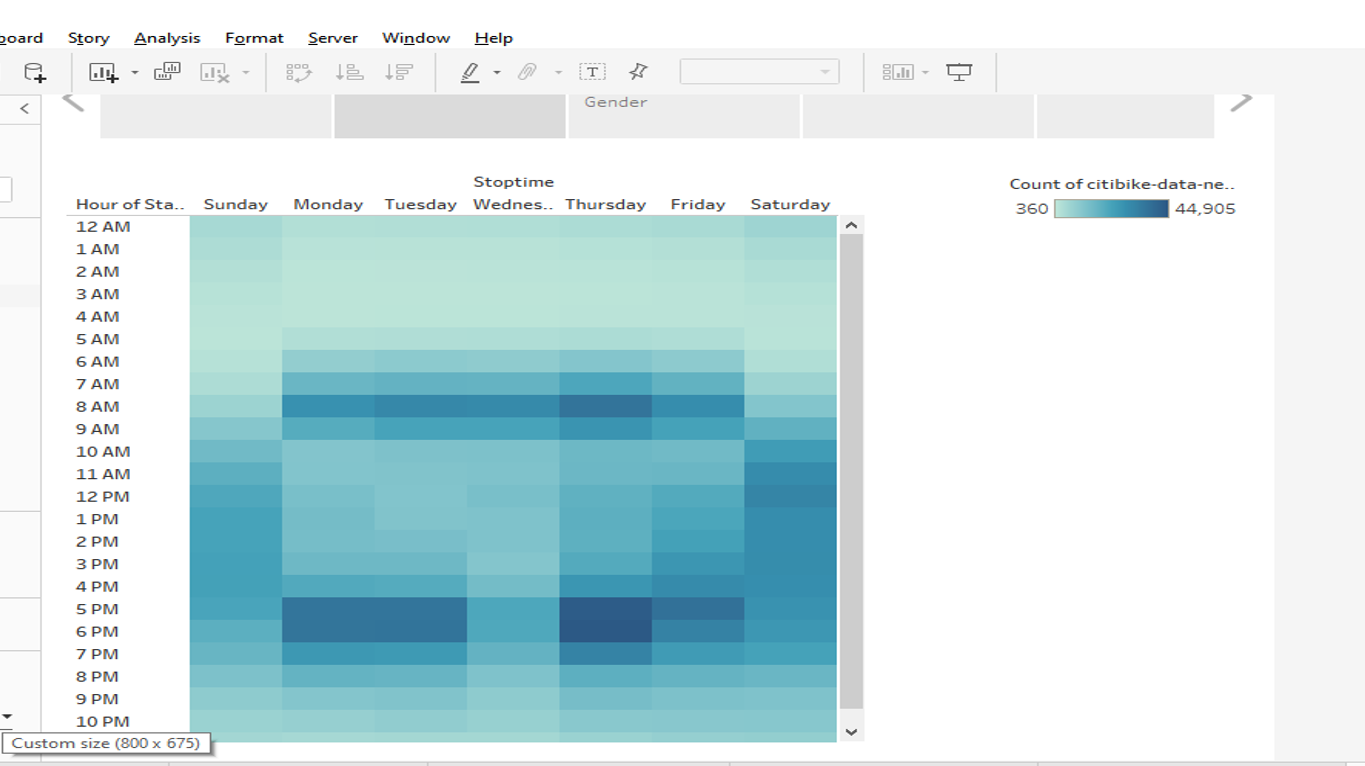 board Story Analysis Format Server Window Help
T
Gender
Stoptime
Hour of Sta.. Sunday Monday Tuesday Wednes.. Thursday Friday Saturday
Count of citibike-data-ne..
360 44,905
12 AM
1 AM
2 AM
3 AM
4 AM
5 AM
6 AM
7 AM
8 AM
9 AM
10 AM
11 AM
12 PM
1 PM
2 PM
3 PM
4 PM
5 PM
6 PM
7 PM
8 PM
9 PM
10 PM
Custom size (800 x 675)